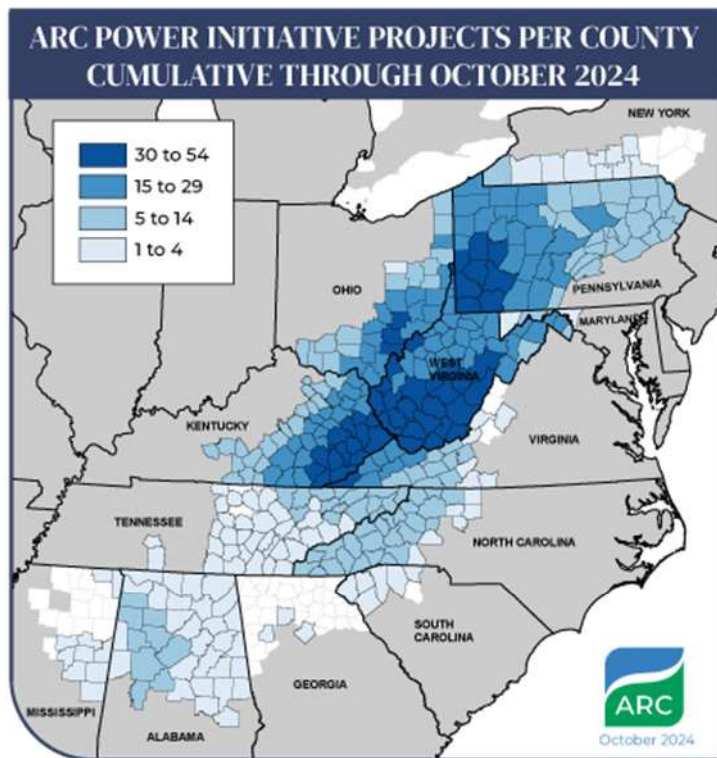 ARC POWER INITIATIVE PROJECTS PER COUNTY
CUMULATIVE THROUGH OCTOBER 2024
NEW YORK
30 to 54
15 to 29
5 to 14
1 to 4
OHIO
PENNSYLVANIA
MARYLAND
WEST
VIRGINIA
KENTUCKY
VIRGINIA
TENNESSEE
NORTH CAROLINA
SOUTH
CAROLINA
GEORGIA
MISSISSIPPI
ALABAMA
ARC
October 2024